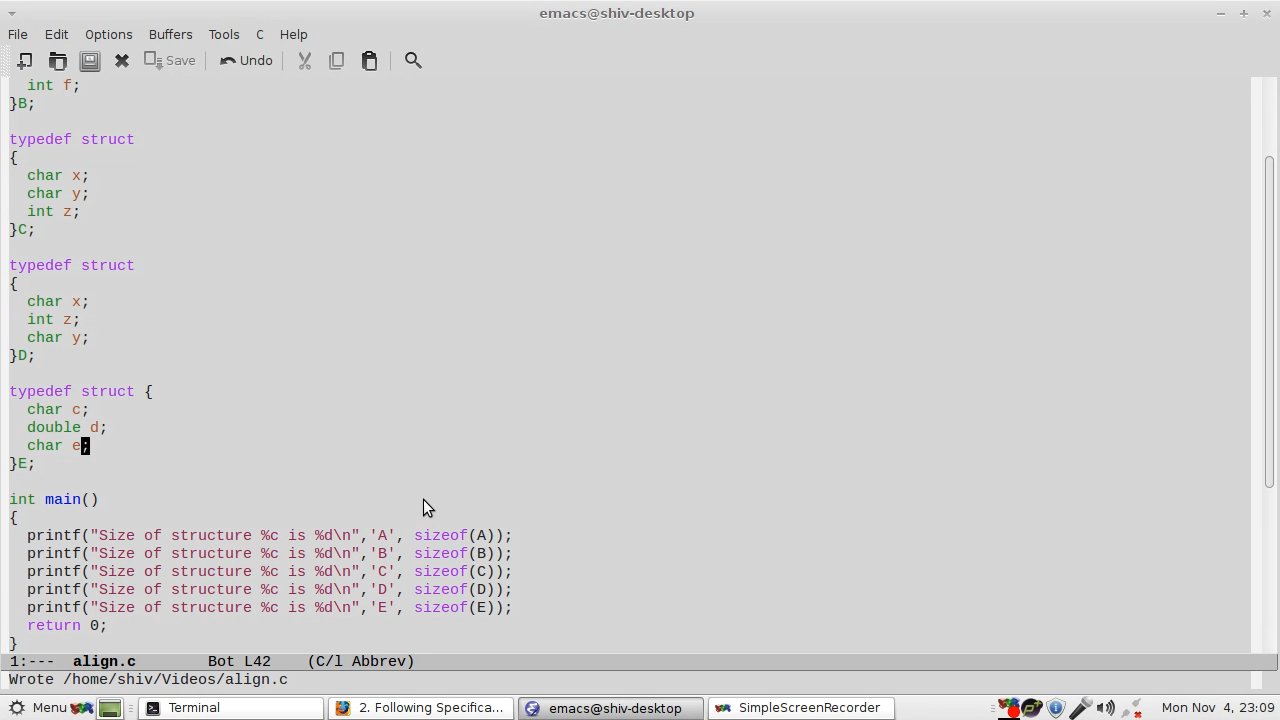 emacs@shiv-desktop
File Edit Options Buffers Tools C Help
Save Undo
  int f;
}B;
typedef struct
{
  char x;
  char y;
  int z;
}C;
typedef struct
{
  char x;
  int z;
  char y;
}D;
typedef struct {
  char c;
  double d;
  char e;
}E;
int main()
{
  printf("Size of structure %c is %d\n",'A', sizeof(A));
  printf("Size of structure %c is %d\n",'B', sizeof(B));
  printf("Size of structure %c is %d\n",'C', sizeof(C));
  printf("Size of structure %c is %d\n",'D', sizeof(D));
  printf("Size of structure %c is %d\n",'E', sizeof(E));
  return 0;
}
1:---  align.c        Bot L42    (C/l Abbrev)
Wrote /home/shiv/Videos/align.c
Menu Terminal 2. Following Specifica... emacs@shiv-desktop SimpleScreenRecorder Mon Nov 4, 23:09